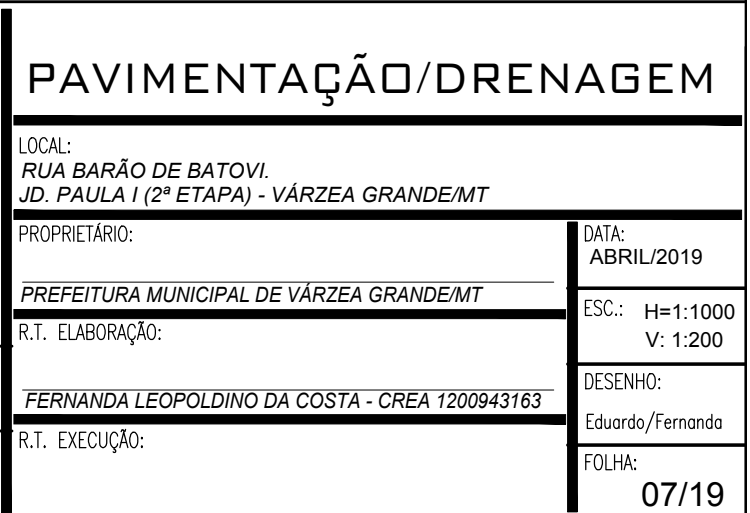 PAVIMENTAÇÃO/DRENAGEM
LOCAL:
RUA BARÃO DE BATOVI.
JD. PAULA I (2ª ETAPA) - VÁRZEA GRANDE/MT
PROPRIETÁRIO:
PREFEITURA MUNICIPAL DE VÁRZEA GRANDE/MT
R.T. ELABORAÇÃO:
FERNANDA LEOPOLDINO DA COSTA - CREA 1200943163
R.T. EXECUÇÃO:
DATA:
ABRIL/2019
ESC.: H=1:1000
V: 1:200
DESENHO:
Eduardo/Fernanda
FOLHA:
07/19